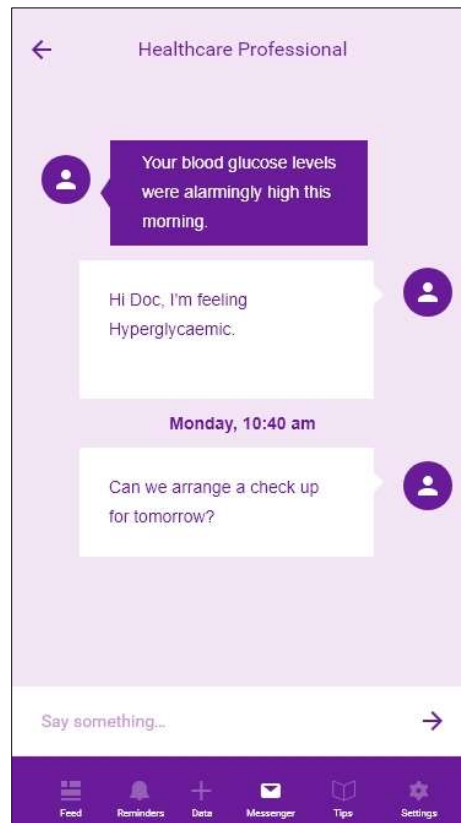 Healthcare Professional
Your blood glucose levels
were alarmingly high this
morning.
Hi Doc, I'm feeling
Hyperglycaemic.
Monday, 10:40 am
Can we arrange a check up
for tomorrow?
Say something...
Feed Reminders Data Messenger Tips Settings